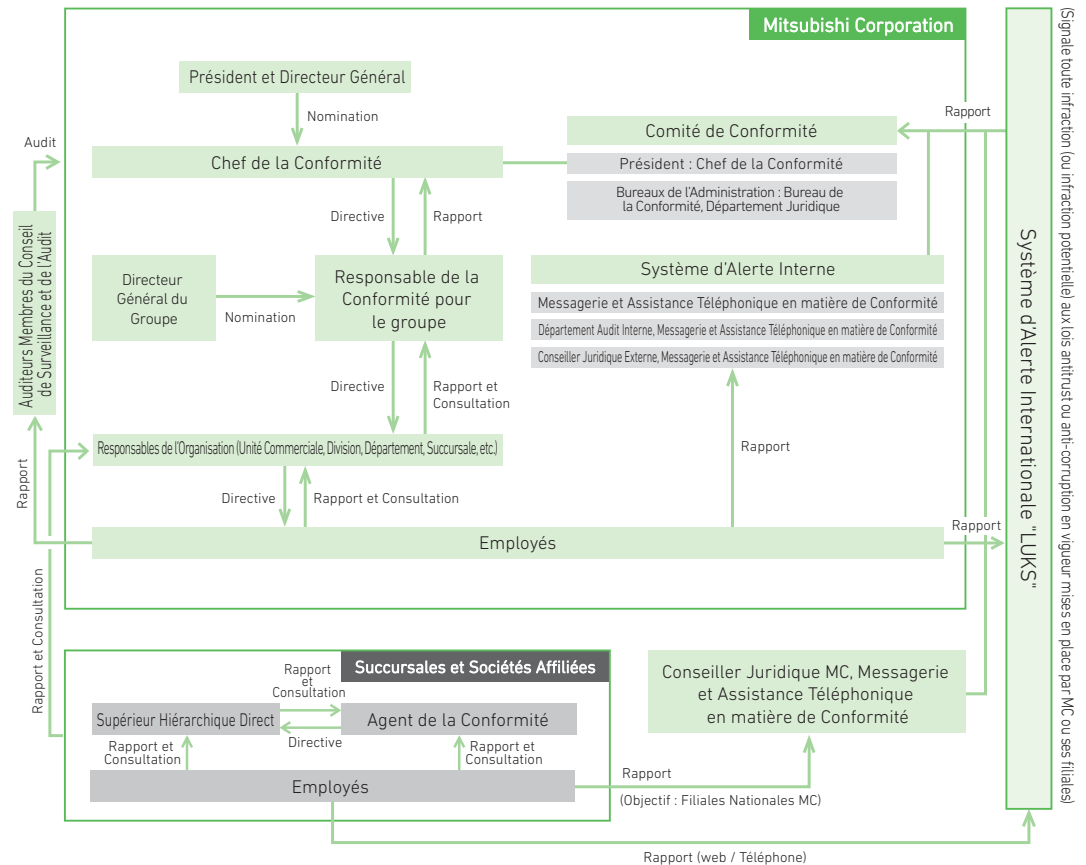 Mitsubishi Corporation
Président et Directeur Général
Nomination
Chef de la Conformité
Directive
Rapport
Directeur
Général du
Groupe
Nomination
Responsable de la
Conformité pour
le groupe
Directive
Rapport et
Consultation
Responsables de l'Organisation (Unité Commerciale, Division, Département, Succursale, etc.)
Directive
Rapport et Consultation
Employés
Comité de Conformité
Président : Chef de la Conformité
Bureaux de l'Administration : Bureau de
la Conformité, Département Juridique
Système d'Alerte Interne
Messagerie et Assistance Téléphonique en matière de Conformité
Département Audit Interne, Messagerie et Assistance Téléphonique en matière de Conformité
Conseiller Juridique Externe, Messagerie et Assistance Téléphonique en matière de Conformité
Rapport
Rapport
Rapport
Audit
Auditeurs Membres du Conseil
de Surveillance et de l'Audit
Rapport
Rapport et Consultation
Système d'Alerte Internationale "LUKS"
(Signale toute infraction (ou infraction potentielle) aux lois antitrust ou anti-corruption en vigueur mises en place par MC ou ses filiales)
Succursales et Sociétés Affiliées
Rapport
et
Consultation
Supérieur Hiérarchique Direct
Agent de la Conformité
Directive
Rapport et
Consultation
Rapport et
Consultation
Employés
Conseiller Juridique MC, Messagerie
et Assistance Téléphonique
en matière de Conformité
Rapport
(Objectif : Filiales Nationales MC)
Rapport (web / Téléphone)